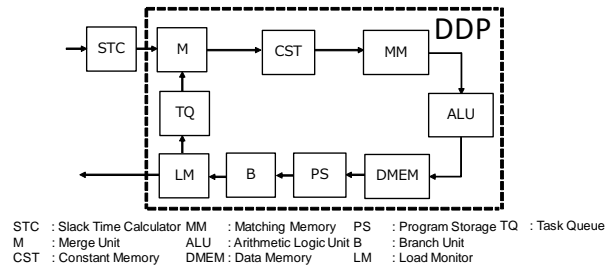 DDP
STC
M
CST
MM
TQ
ALU
LM
B
PS
DMEM
STC : Slack Time Calculator MM : Matching Memory PS : Program Storage TQ : Task Queue
M : Merge Unit ALU : Arithmetic Logic Unit B : Branch Unit
CST : Constant Memory DMEM : Data Memory LM : Load Monitor